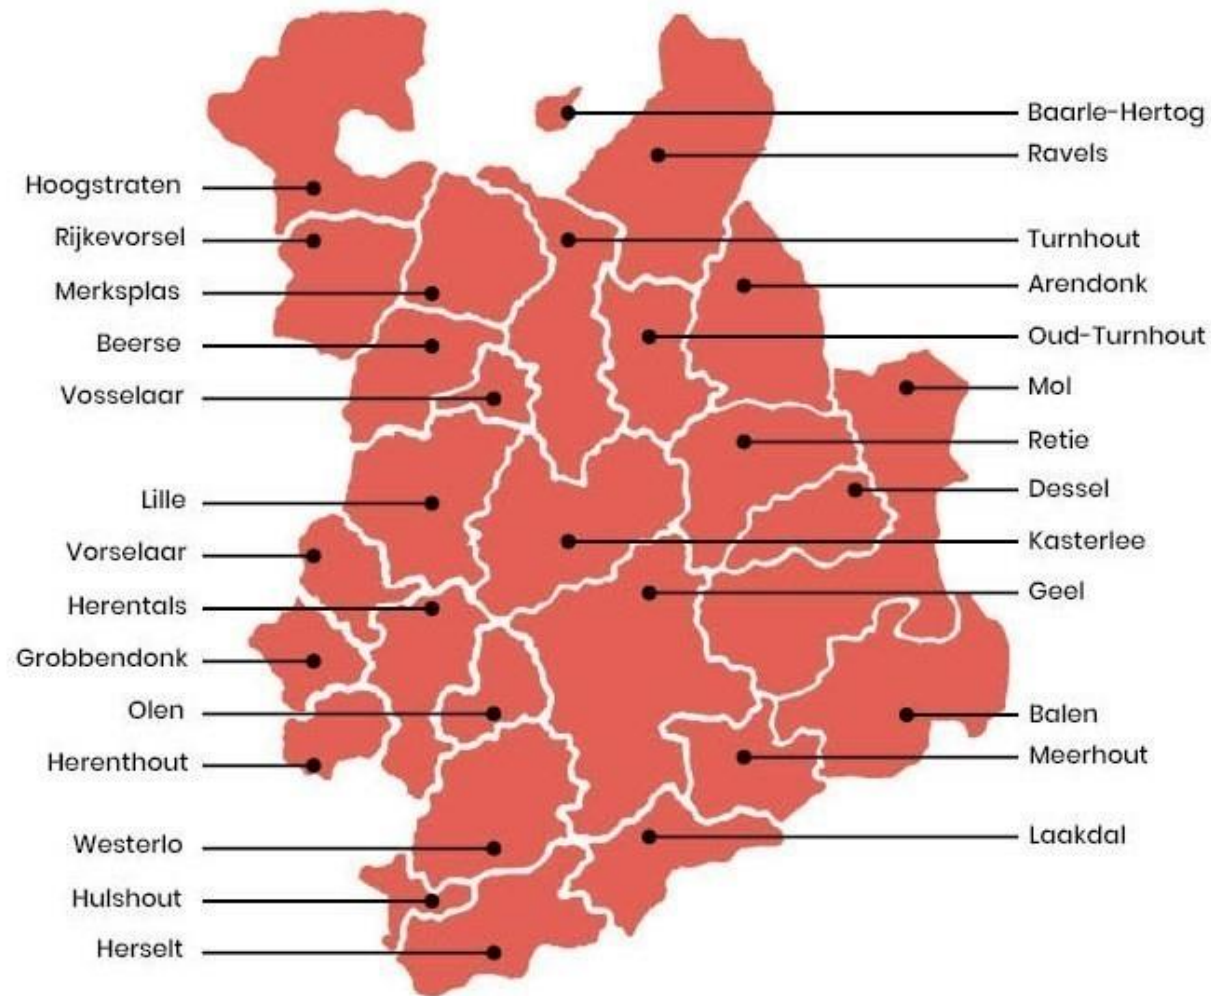 Hoogstraten
Rijkevorsel
Merksplas
Beerse
Vosselaar
Lille
Vorselaar
Herentals
Grobbendonk
Olen
Herenthout
Westerlo
Hulshout
Herselt
Baarle-Hertog
Ravels
Turnhout
Arendonk
Oud-Turnhout
Mol
Retie
Dessel
Kasterlee
Geel
Balen
Meerhout
Laakdal